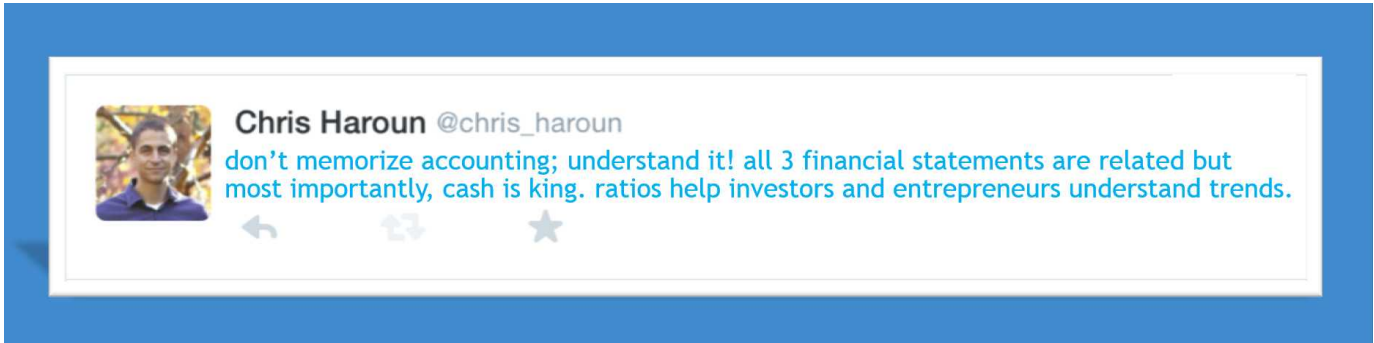 Chris Haroun @chris_haroun
don’t memorize accounting; understand it! all 3 financial statements are related but
most importantly, cash is king. ratios help investors and entrepreneurs understand trends.